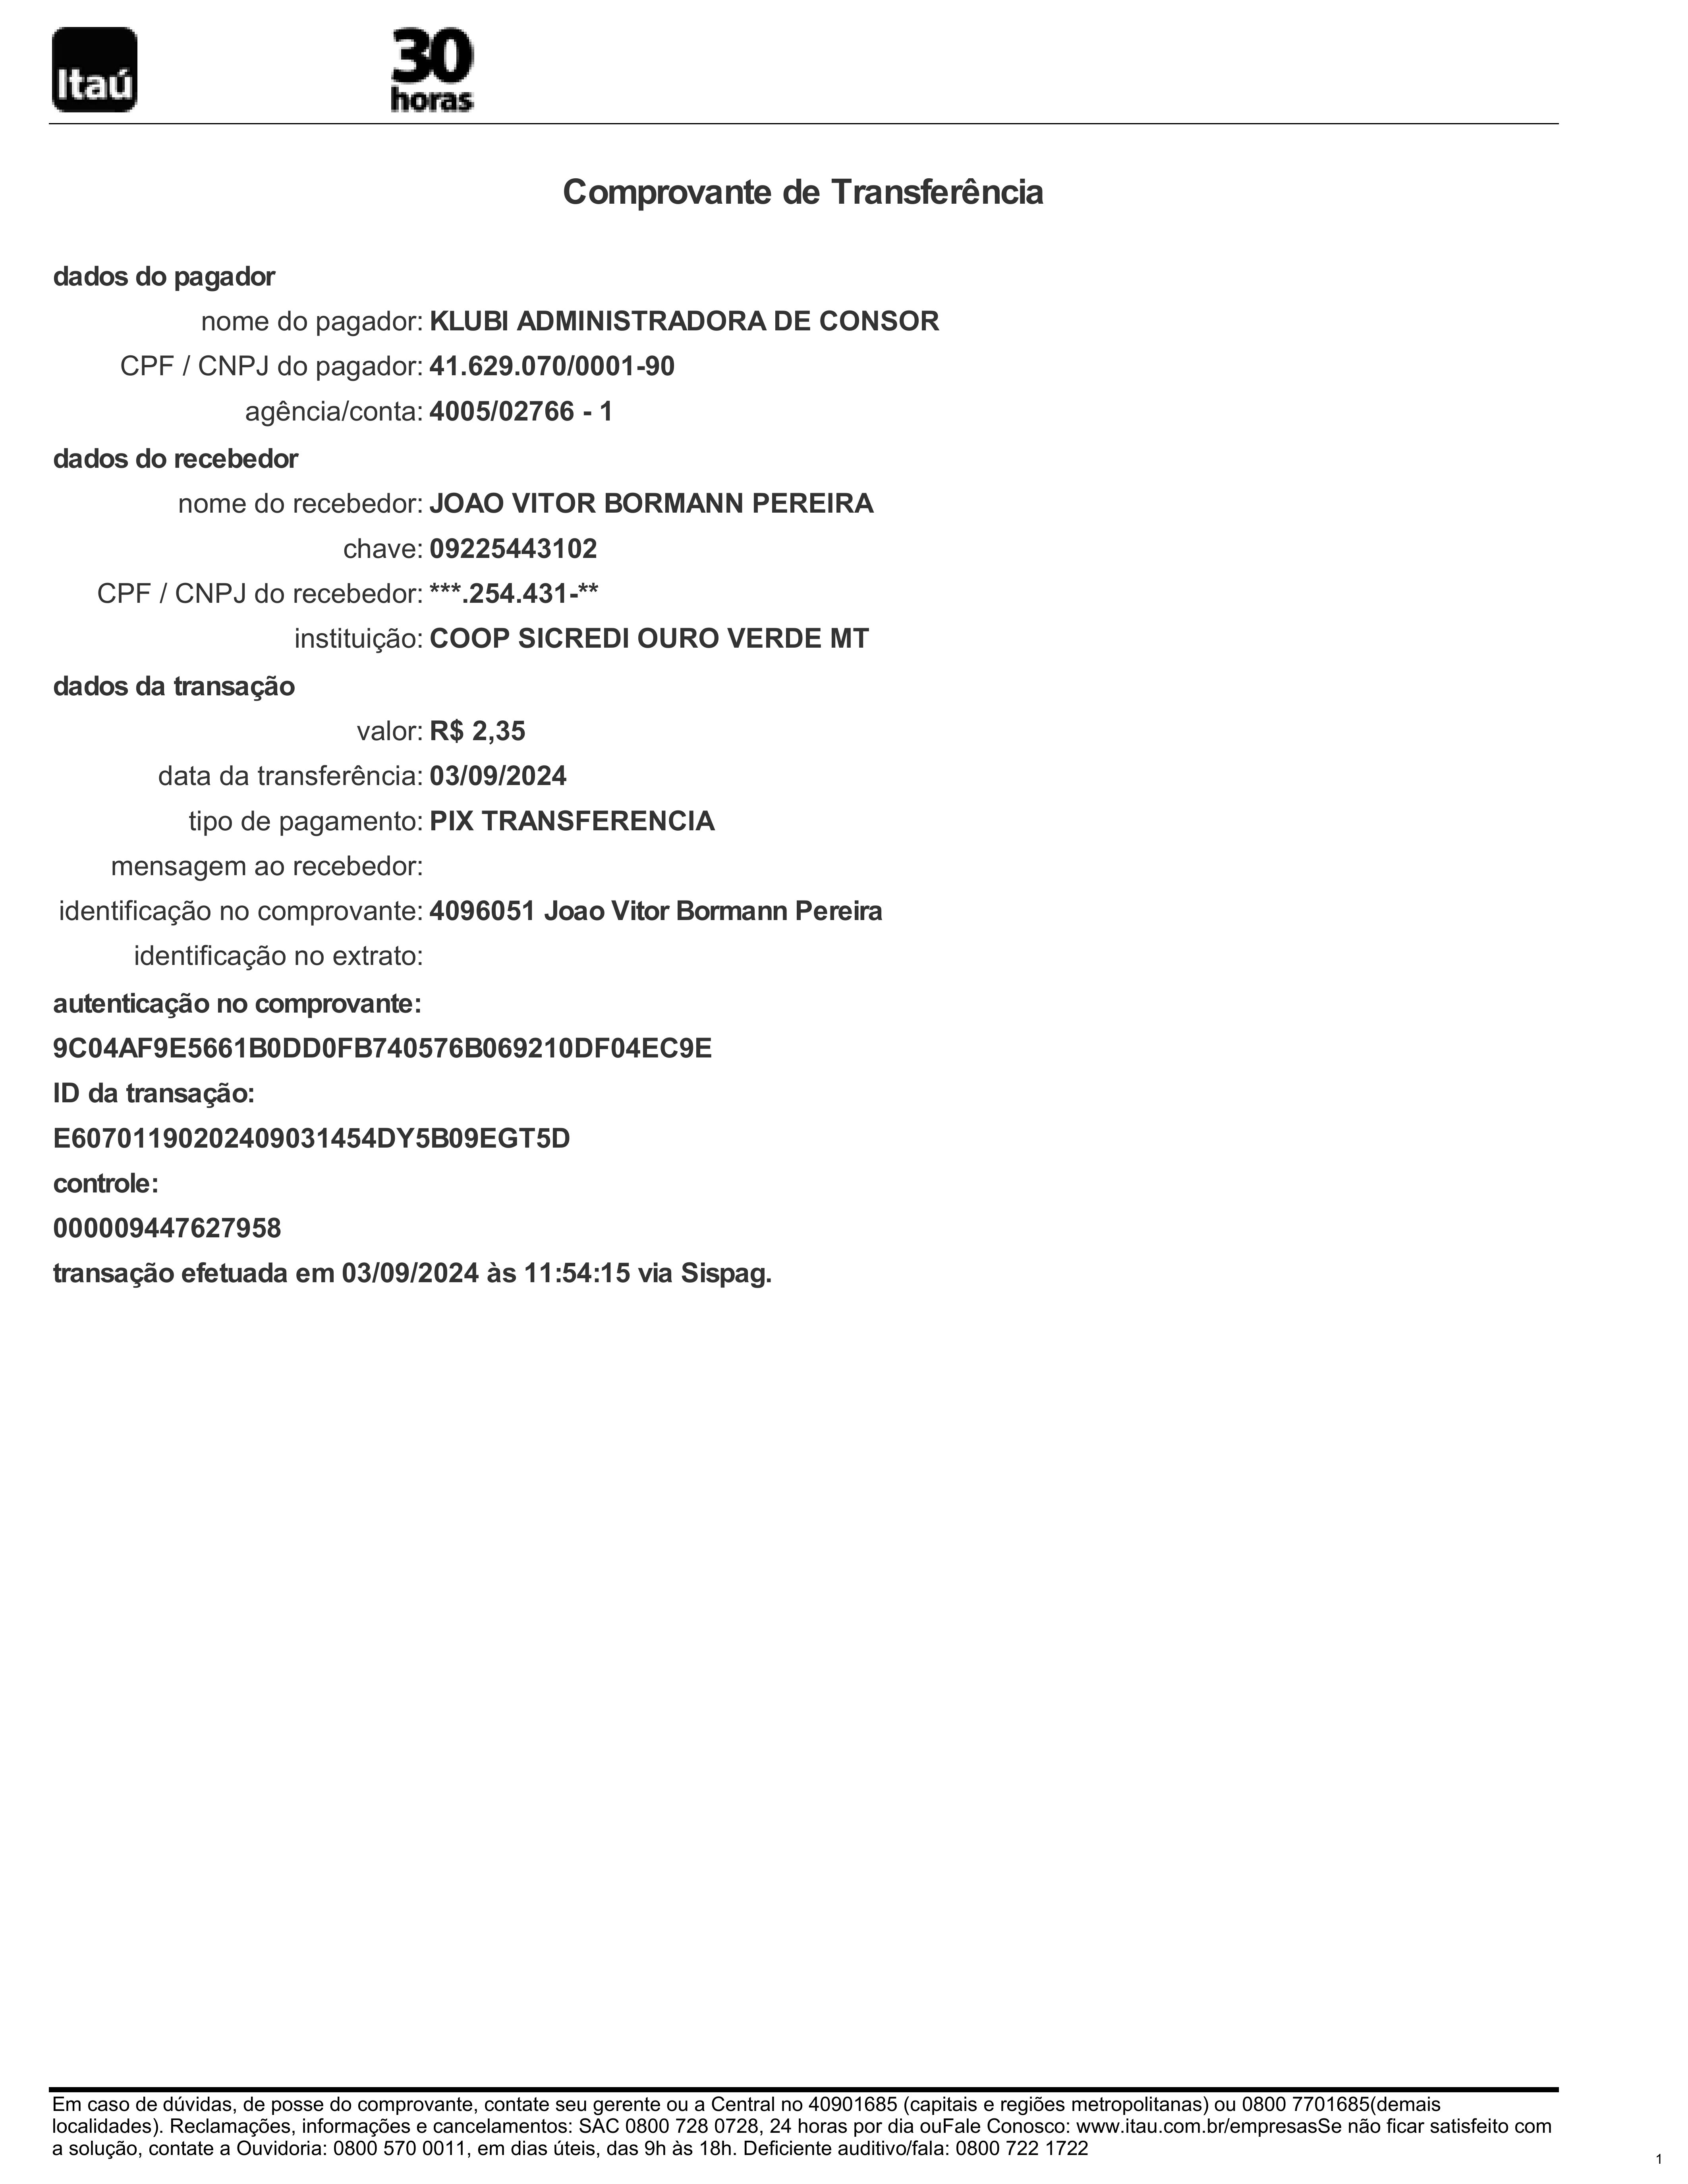 Itaú
30
horas
Comprovante de Transferência
dados do pagador
nome do pagador: KLUBI ADMINISTRADORA DE CONSOR
CPF / CNPJ do pagador: 41.629.070/0001-90
agência/conta: 4005/02766 - 1
dados do recebedor
nome do recebedor: JOAO VITOR BORMANN PEREIRA
chave: 09225443102
CPF / CNPJ do recebedor: ***.254.431-**
instituição: COOP SICREDI OURO VERDE MT
dados da transação
valor: R$ 2,35
data da transferência: 03/09/2024
tipo de pagamento: PIX TRANSFERENCIA
mensagem ao recebedor:
identificação no comprovante: 4096051 Joao Vitor Bormann Pereira
identificação no extrato:
autenticação no comprovante:
9C04AF9E5661B0DD0FB740576B069210DF04EC9E
ID da transação:
E60701190202409031454DY5B09EGT5D
controle:
000009447627958
transação efetuada em 03/09/2024 às 11:54:15 via Sispag.
Em caso de dúvidas, de posse do comprovante, contate seu gerente ou a Central no 40901685 (capitais e regiões metropolitanas) ou 0800 7701685(demais
localidades). Reclamações, informações e cancelamentos: SAC 0800 728 0728, 24 horas por dia ouFale Conosco: www.itau.com.br/empresasSe não ficar satisfeito com
a solução, contate a Ouvidoria: 0800 570 0011, em dias úteis, das 9h às 18h. Deficiente auditivo/fala: 0800 722 1722
1